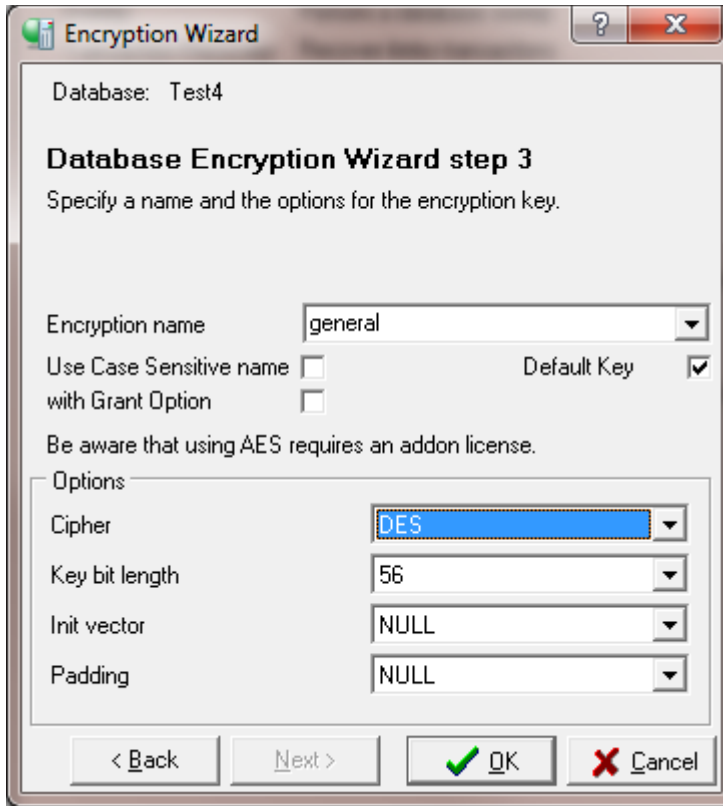 Encryption Wizard
?
X
Database: Test4
Database Encryption Wizard step 3
Specify a name and the options for the encryption key.
Encryption name general
Use Case Sensitive name Default Key
with Grant Option
Be aware that using AES requires an addon license.
Options
Cipher DES
Key bit length 56
Init vector NULL
Padding NULL
< Back Next > OK Cancel